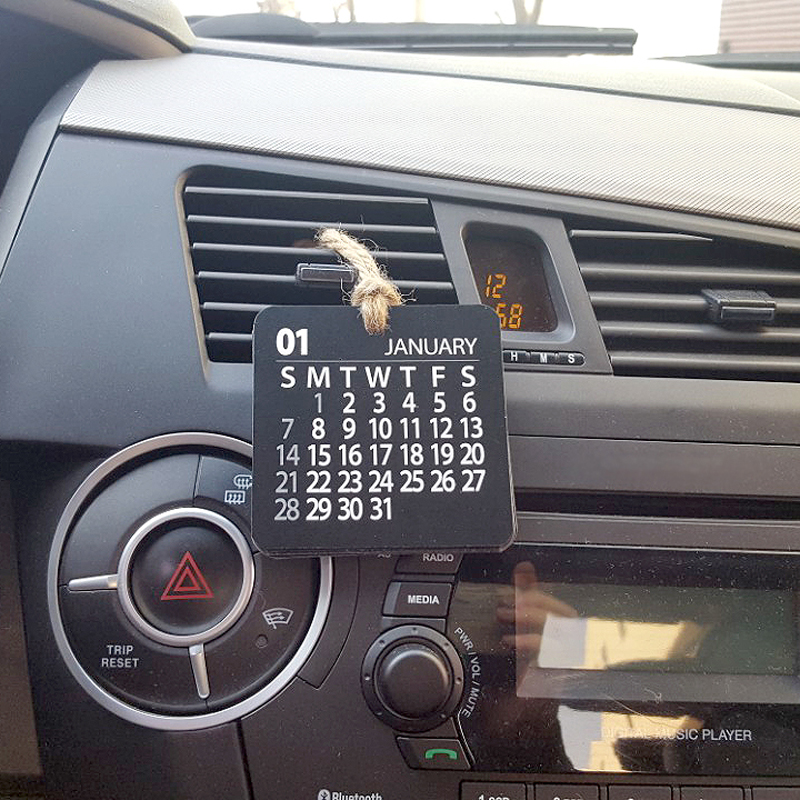 12
58
H M S
01 JANUARY
S M T W T F S
1 2 3 4 5 6
7 8 9 10 11 12 13
14 15 16 17 18 19 20
21 22 23 24 25 26 27
28 29 30 31
RADIO
MEDIA
PWR / VOL / MUTE
TRIP
RESET
DIGITAL MUSIC PLAYER
Bluetooth